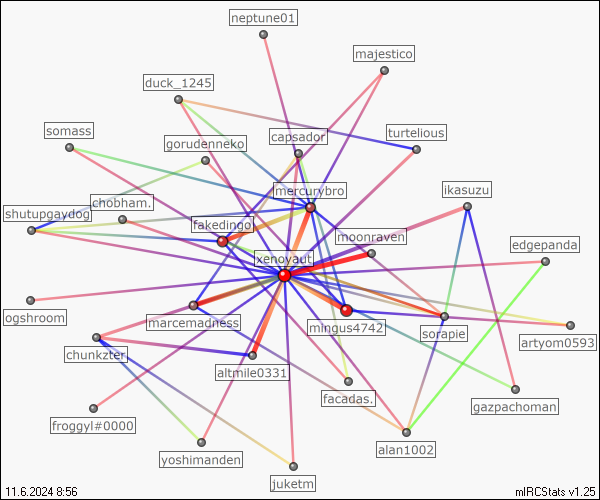 neptune01
majestico
duck_1245
capsador
turtelious
somass
gorudenneko
mercurybro
ikasuzu
chobham.
shutupgaydog
fakedingo
moonraven
edgepanda
xenoyaut
ogshroom
marcemadness
mingus4742
sorapie
artyom0593
chunkzter
altmile0331
facadas.
gazpachoman
froggyl#0000
alan1002
yoshimanden
juketm
11.6.2024 8:56
mIRCStats v1.25